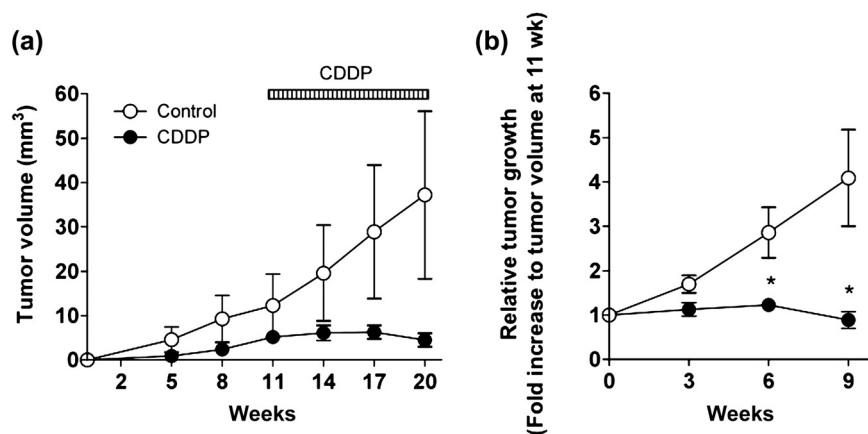 (a)
CDDP
Tumor volume (mm³)
60
50
40
30
20
10
0
Control
CDDP
2
5
8
11
14
17
20
Weeks
(b)
Relative tumor growth
(Fold increase to tumor volume at 11 wk)
6
5
4
3
2
1
0
*
*
0
3
6
9
Weeks